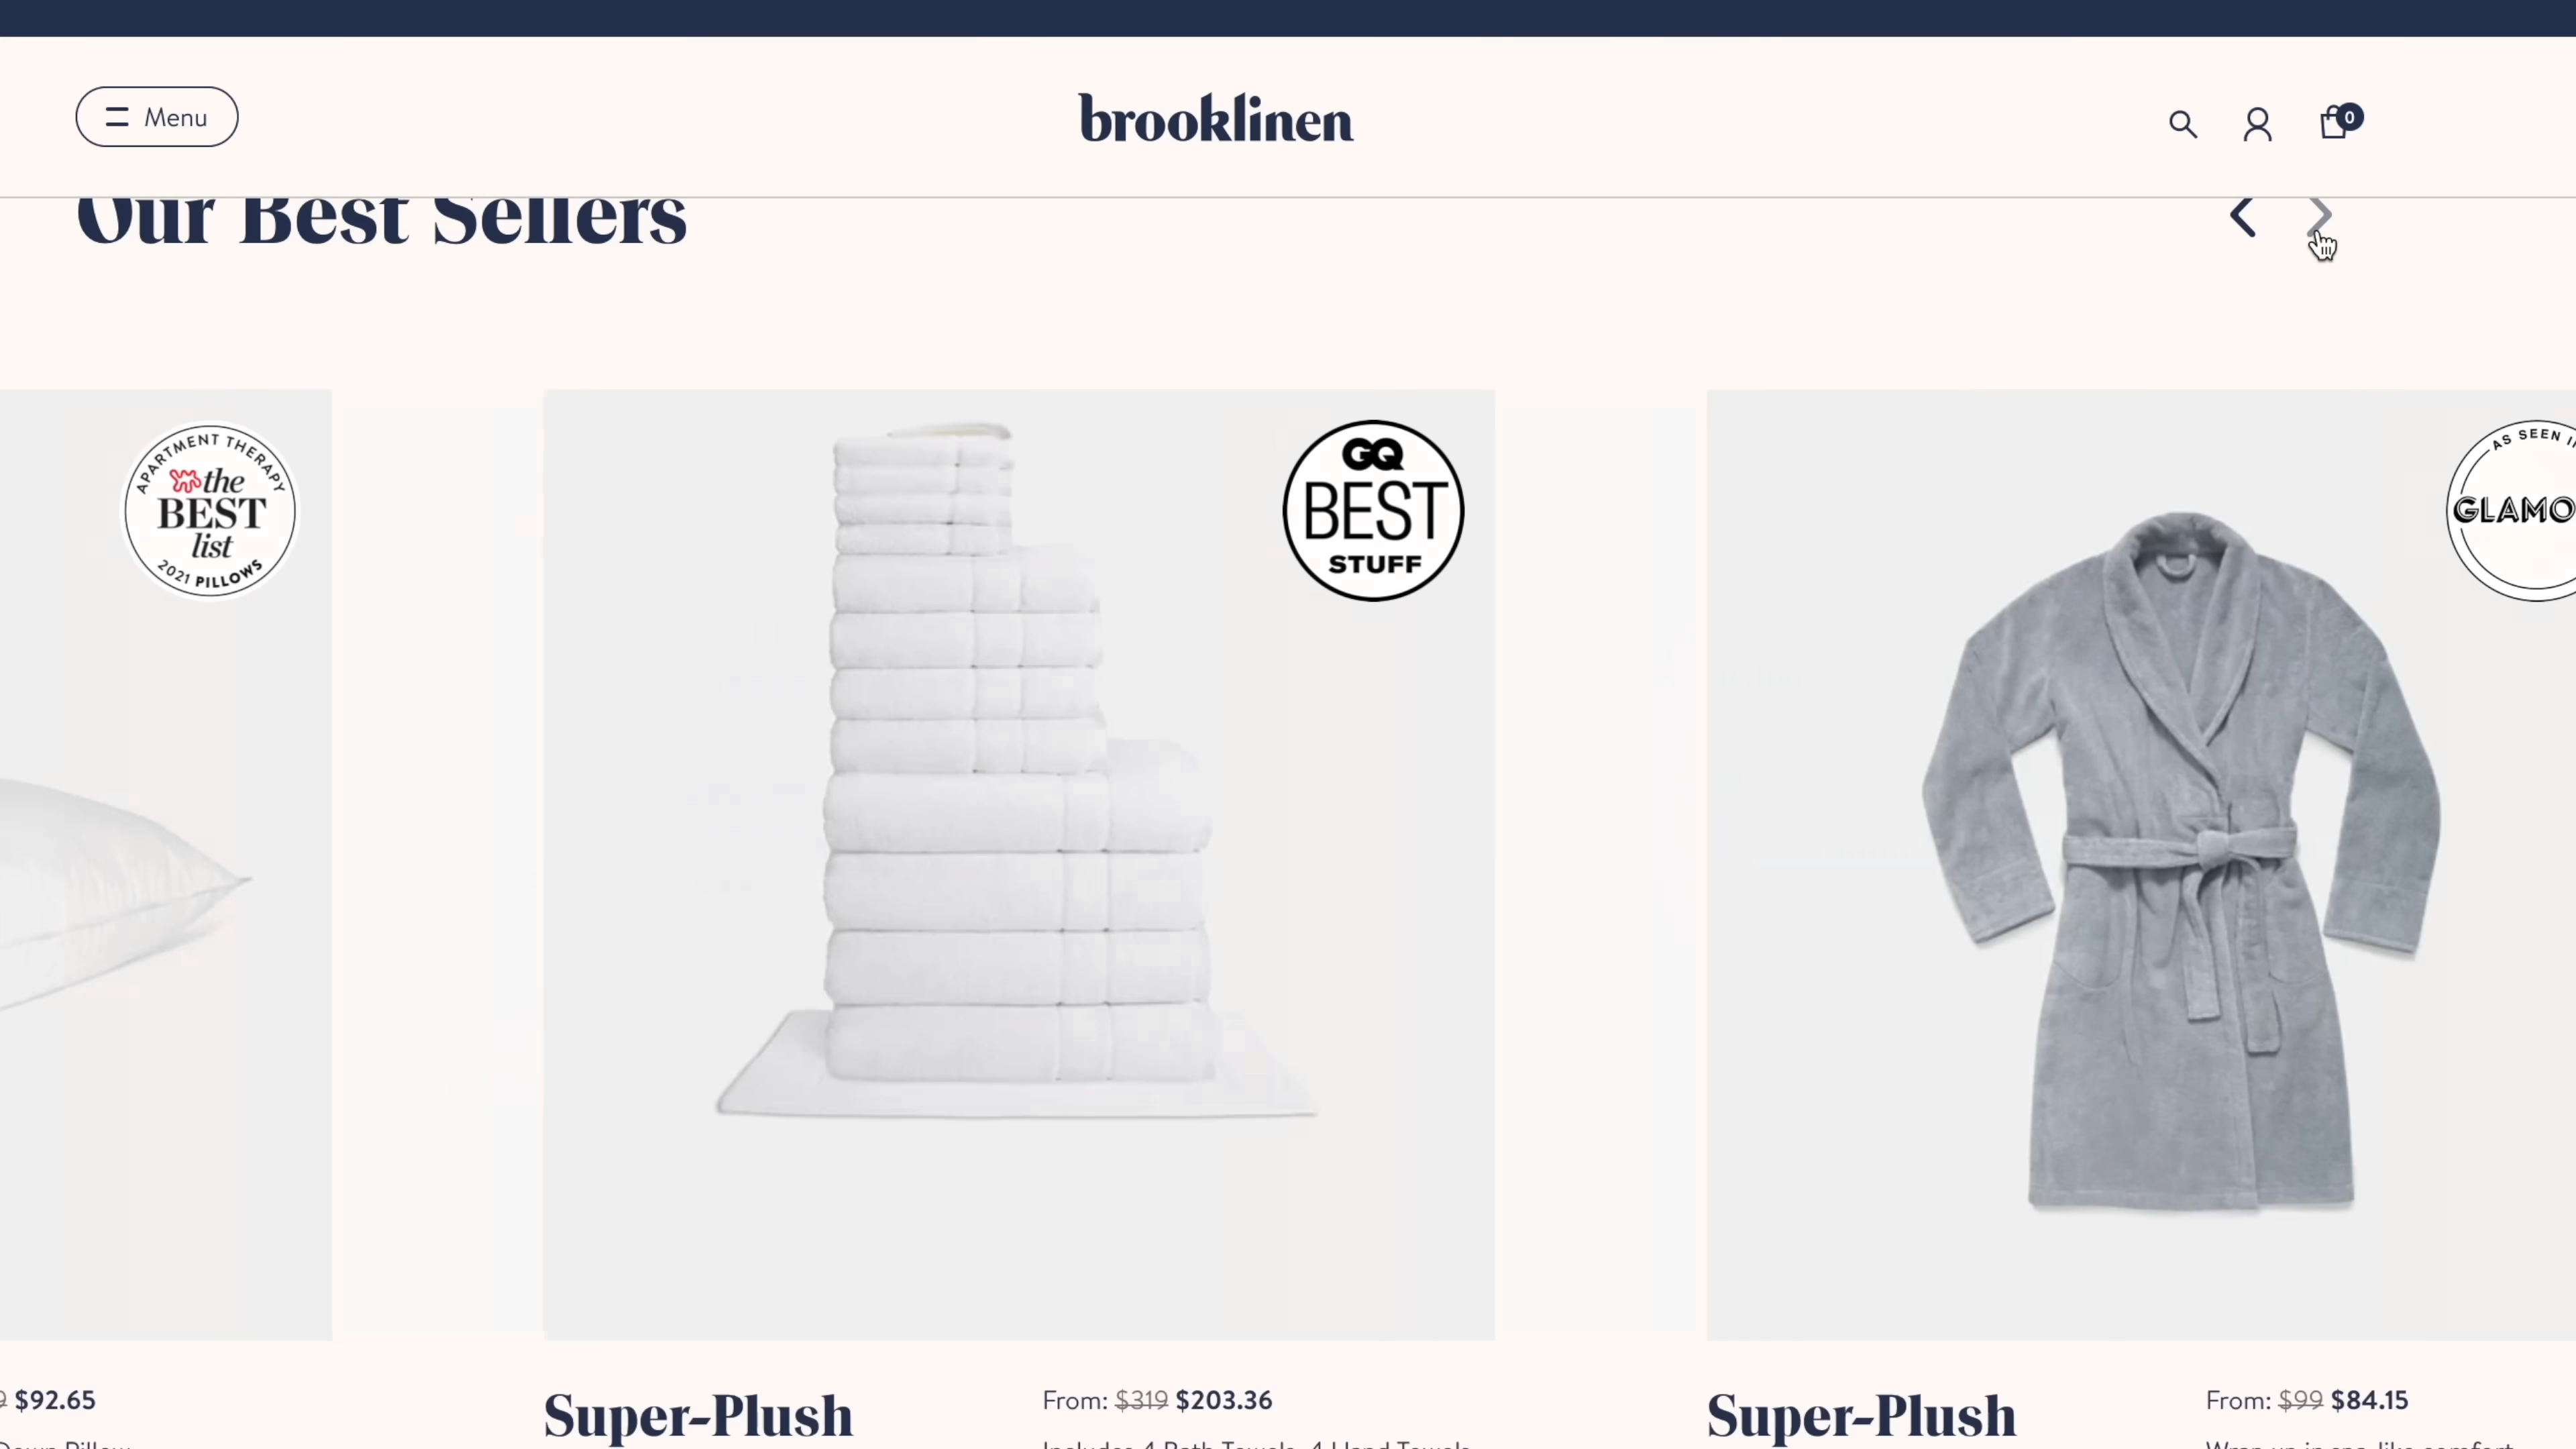 Menu
brooklinen
0
Our Best Sellers
APARTMENT THERAPY
the
BEST
list
2021 PILLOWS
GQ
BEST
STUFF
AS SEEN
GLAMO
$92.65
Down Pillow
Super-Plush
From: $319 $203.36
Includes 4 Bath Towels, 4 Hand Towels,
Super-Plush
From: $99 $84.15
Wrap up in spa-like comfort